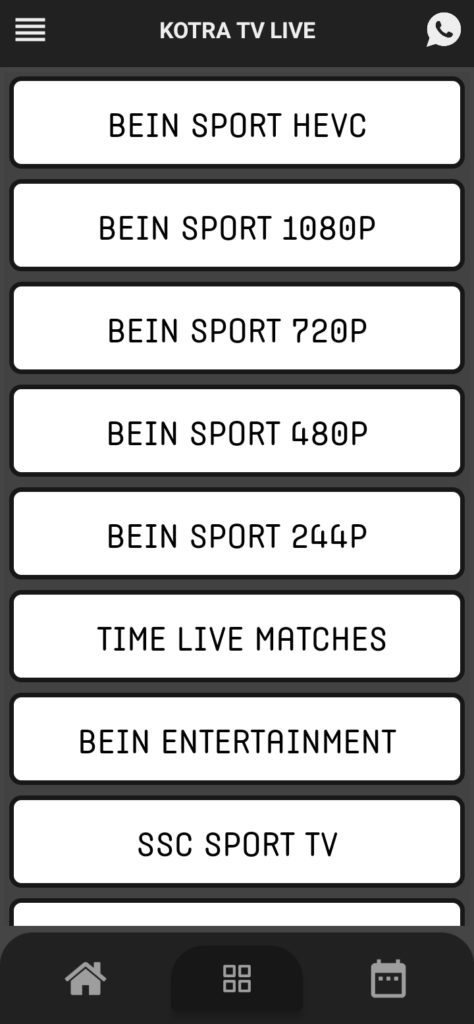 KOTRA TV LIVE
BEIN SPORT HEVC
BEIN SPORT 1080P
BEIN SPORT 720P
BEIN SPORT 480P
BEIN SPORT 244P
TIME LIVE MATCHES
BEIN ENTERTAINMENT
SSC SPORT TV